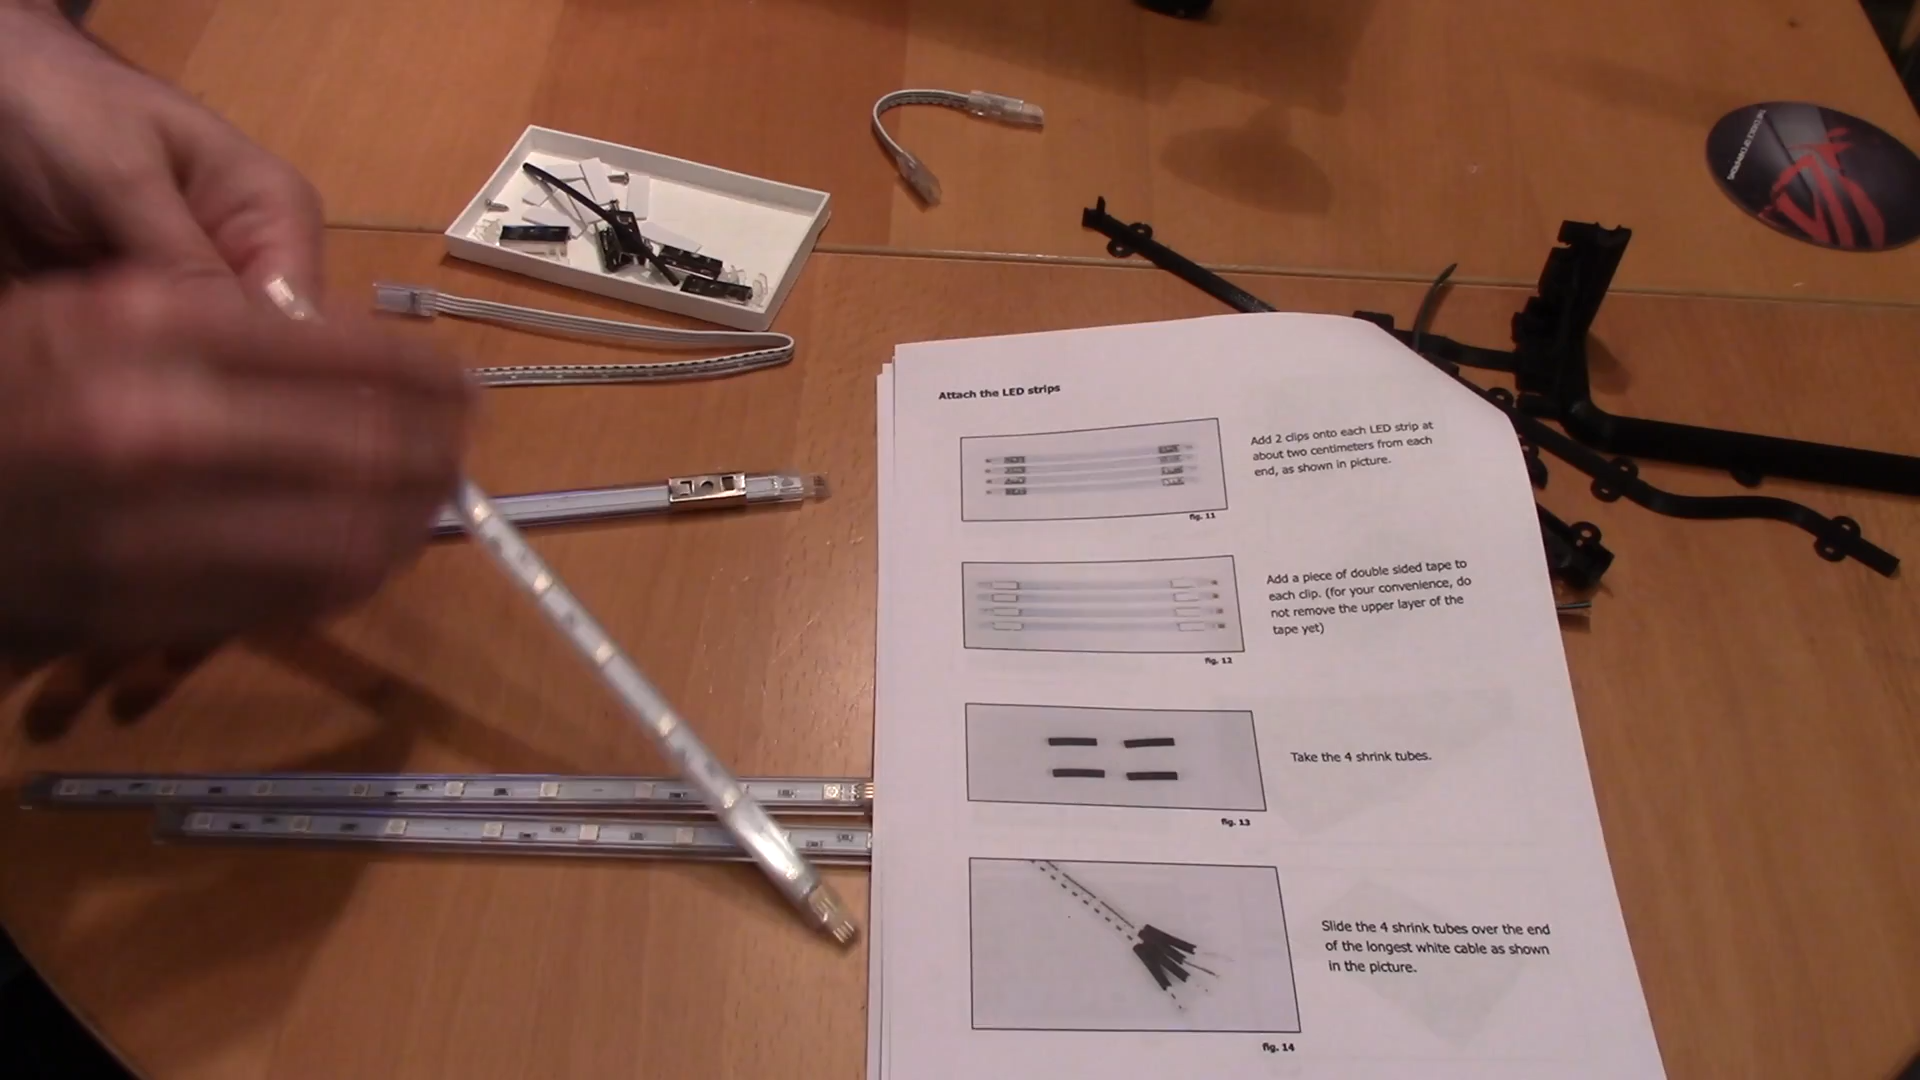 Attach the LED strips
Add 2 clips onto each LED strip at
about two centimeters from each
end, as shown in picture.
fig. 11
Add a piece of double sided tape to
each clip. (for your convenience, do
not remove the upper layer of the
tape yet)
fig. 12
Take the 4 shrink tubes.
fig. 13
Slide the 4 shrink tubes over the end
of the longest white cable as shown
in the picture.
fig. 14